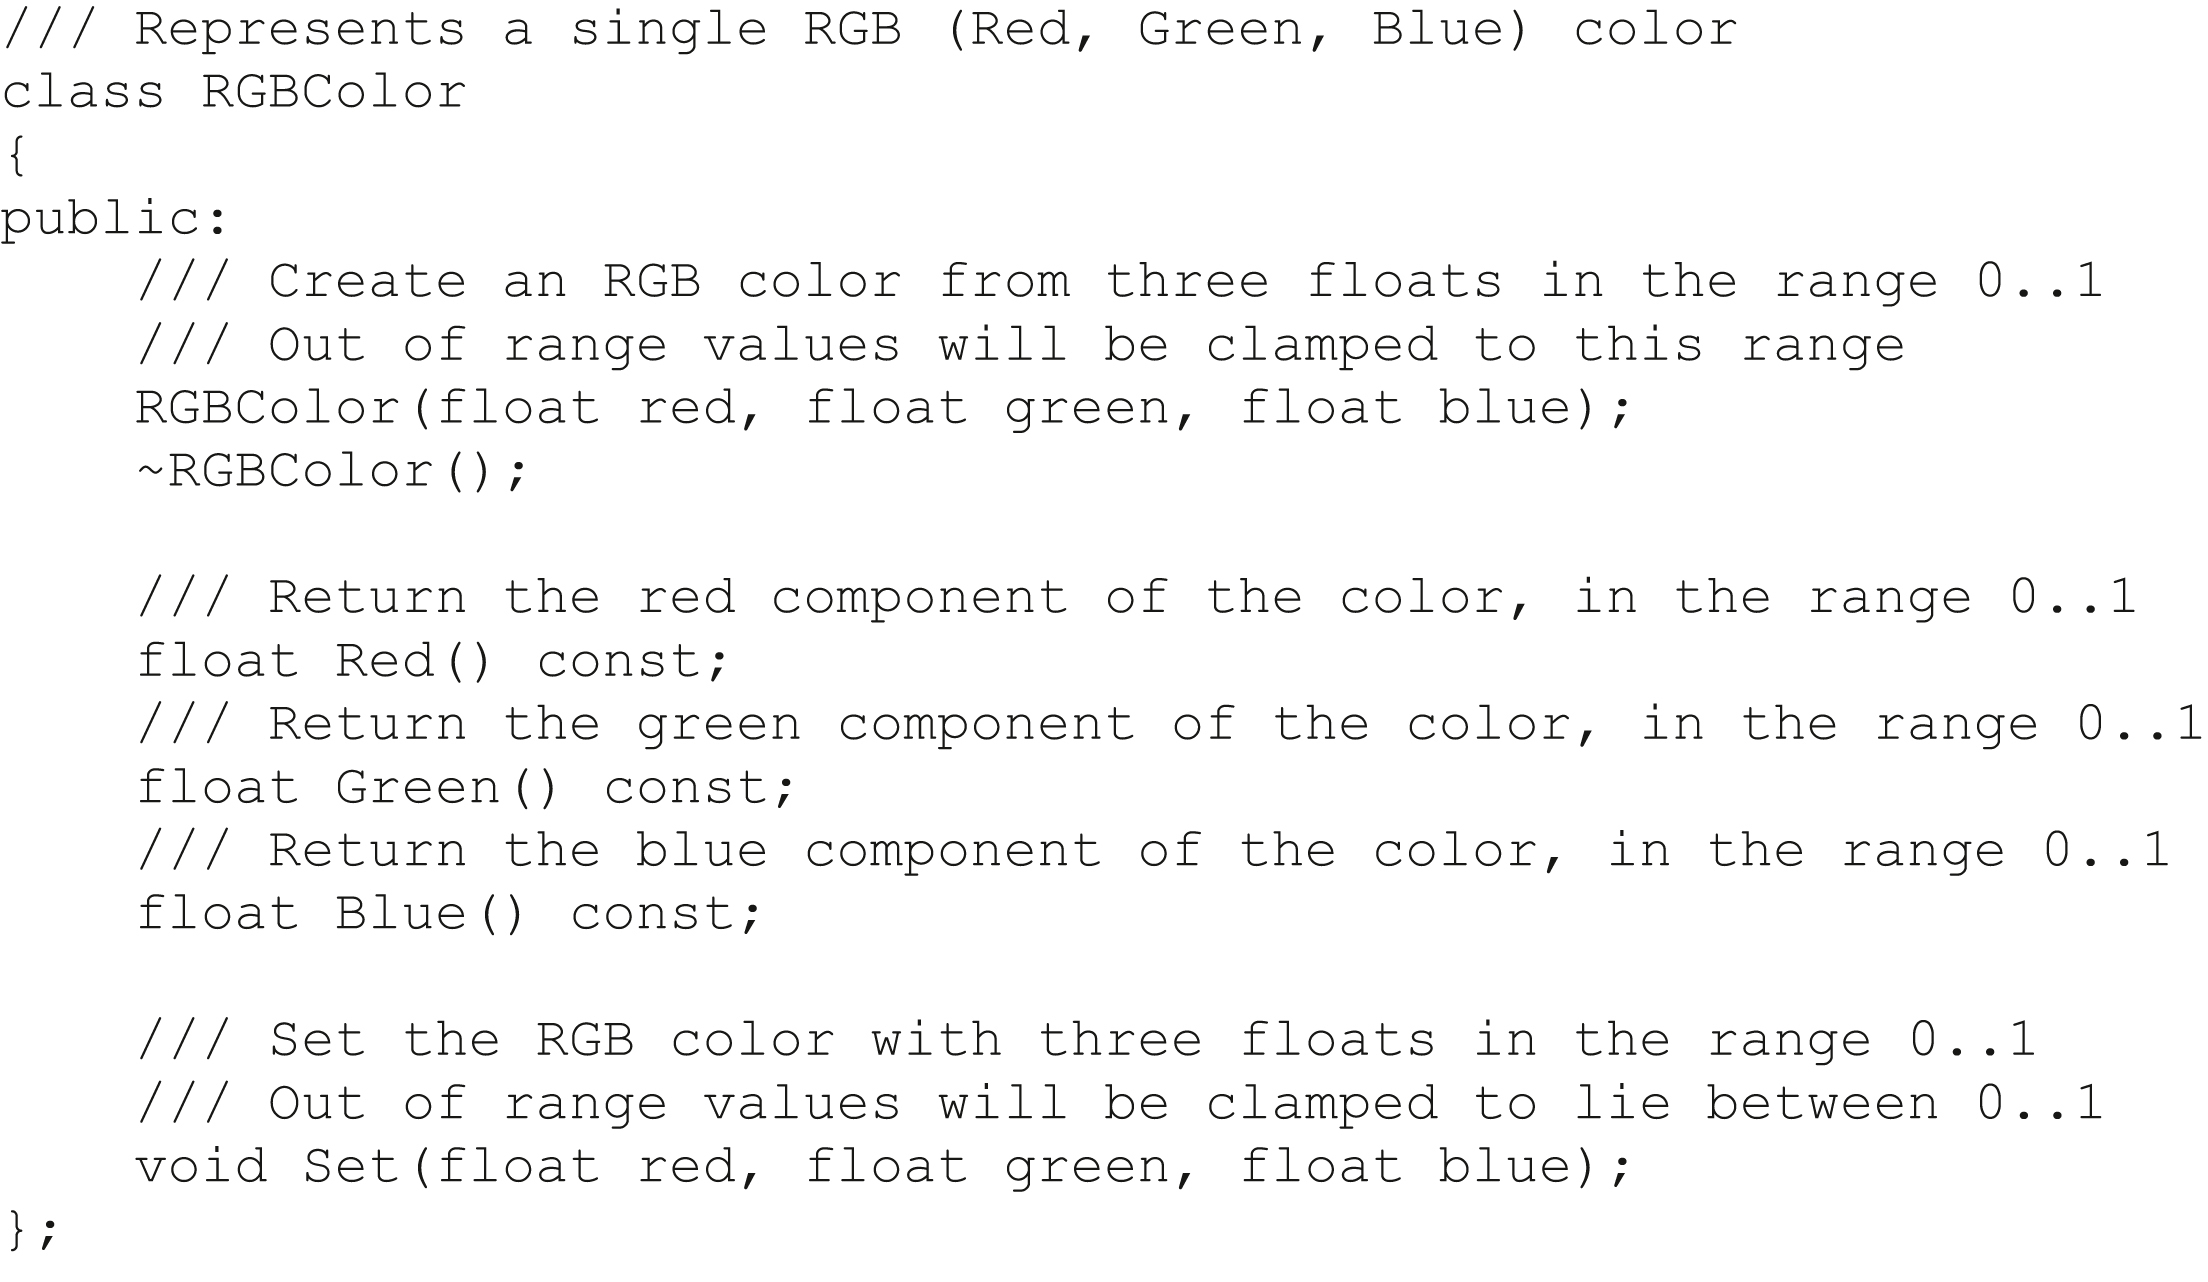 /// Represents a single RGB (Red, Green, Blue) color
class RGBColor
{
public:
    /// Create an RGB color from three floats in the range 0..1
    /// Out of range values will be clamped to this range
    RGBColor(float red, float green, float blue);
    ~RGBColor();

    /// Return the red component of the color, in the range 0..1
    float Red() const;
    /// Return the green component of the color, in the range 0..1
    float Green() const;
    /// Return the blue component of the color, in the range 0..1
    float Blue() const;

    /// Set the RGB color with three floats in the range 0..1
    /// Out of range values will be clamped to lie between 0..1
    void Set(float red, float green, float blue);
};